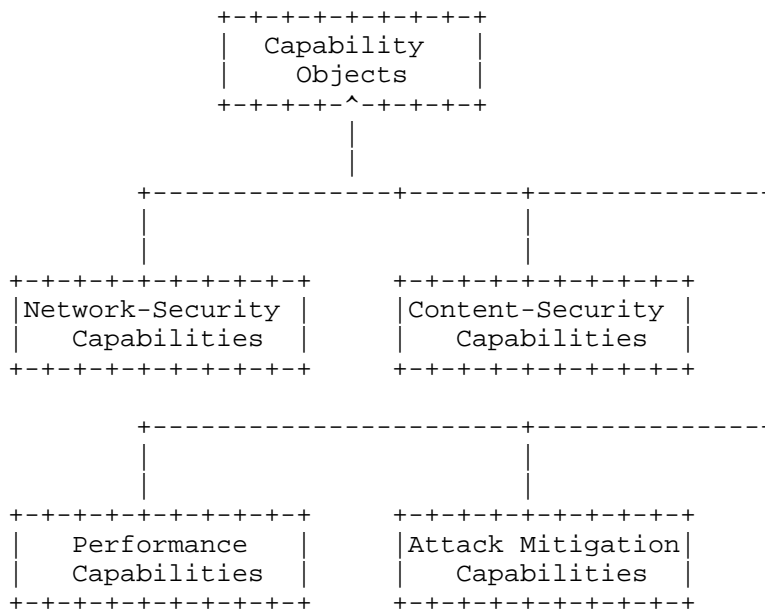 Capability
Objects
Network-Security Content-Security
Capabilities Capabilities
Performance Attack Mitigation
Capabilities Capabilities